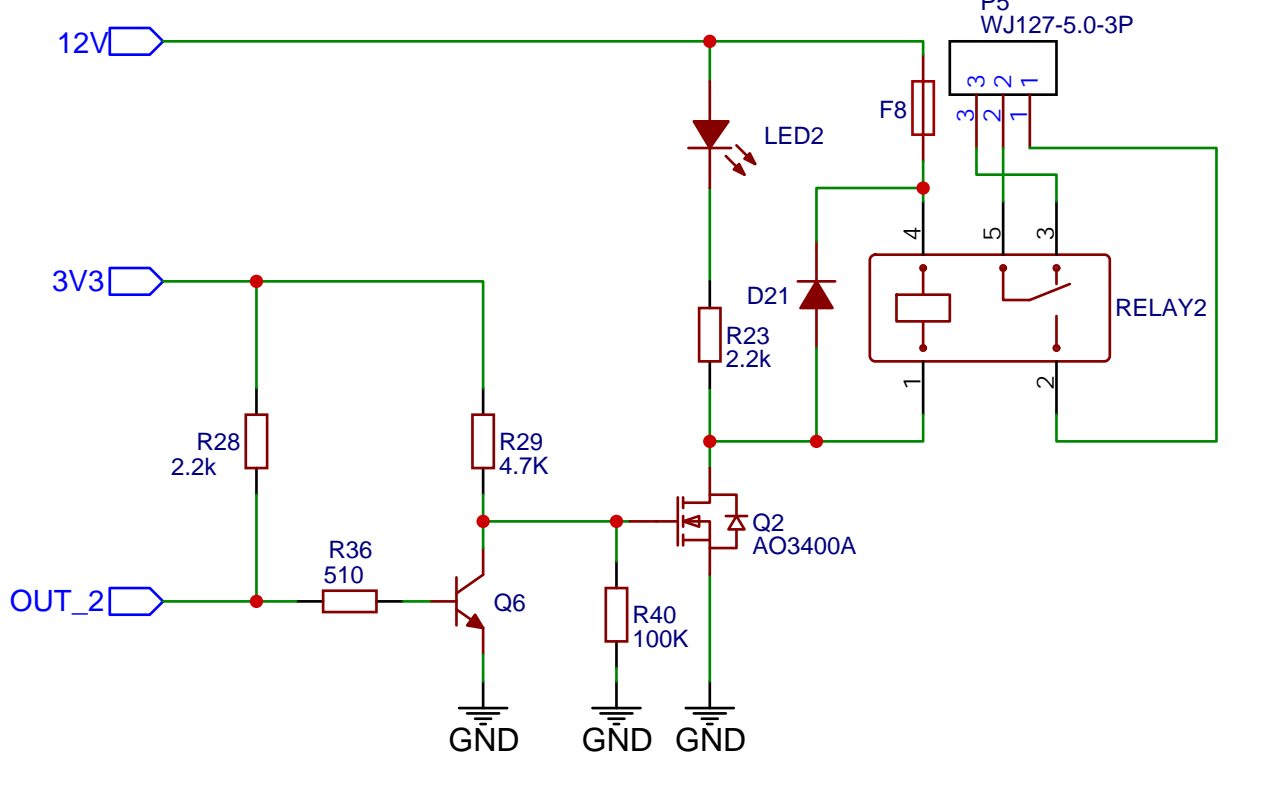 P5
WJ127-5.0-3P
12V
3 2 1
3 2 1
F8
LED2
4 5 3
3V3
D21
RELAY2
R23
2.2k
1 2
R28
2.2k
R29
4.7K
Q2
AO3400A
R36
510
OUT_2
Q6
R40
100K
GND GND GND